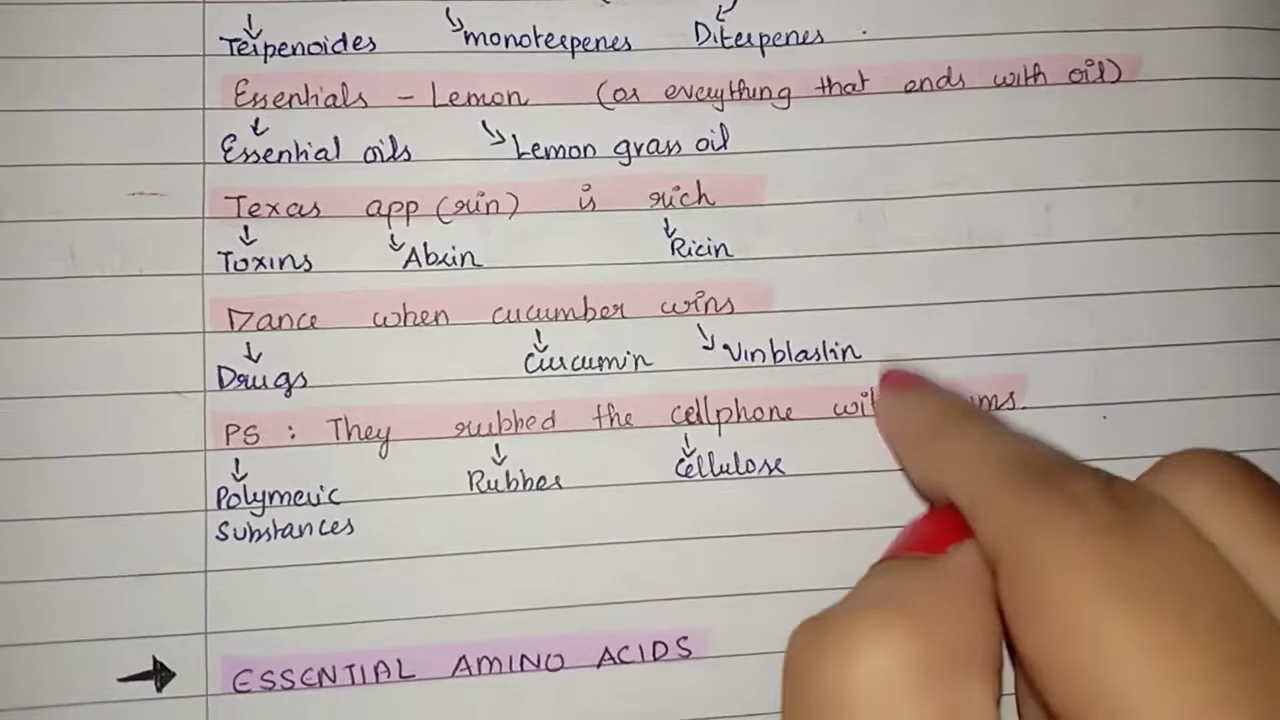 Terpenoides monoterpenes Diterpenes
Essentials - Lemon (or everything that ends with oil)
Essential oils Lemon grass oil
Texas app (rin) is rich
Toxins Abrin Ricin
Dance when cucumber wins
Drugs Curcumin Vinblastin
PS : They rubbed the cellphone
Polymeric Rubber Cellulose
Substances
ESSENTIAL AMINO ACIDS